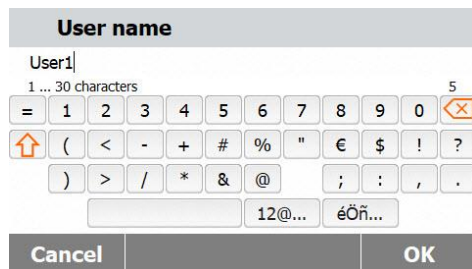 User name
User1
1 ... 30 characters 5
= 1 2 3 4 5 6 7 8 9 0
( < - + # % " € $ ! ?
) > / * & @ ; : , .
12@... éÖñ...
Cancel OK